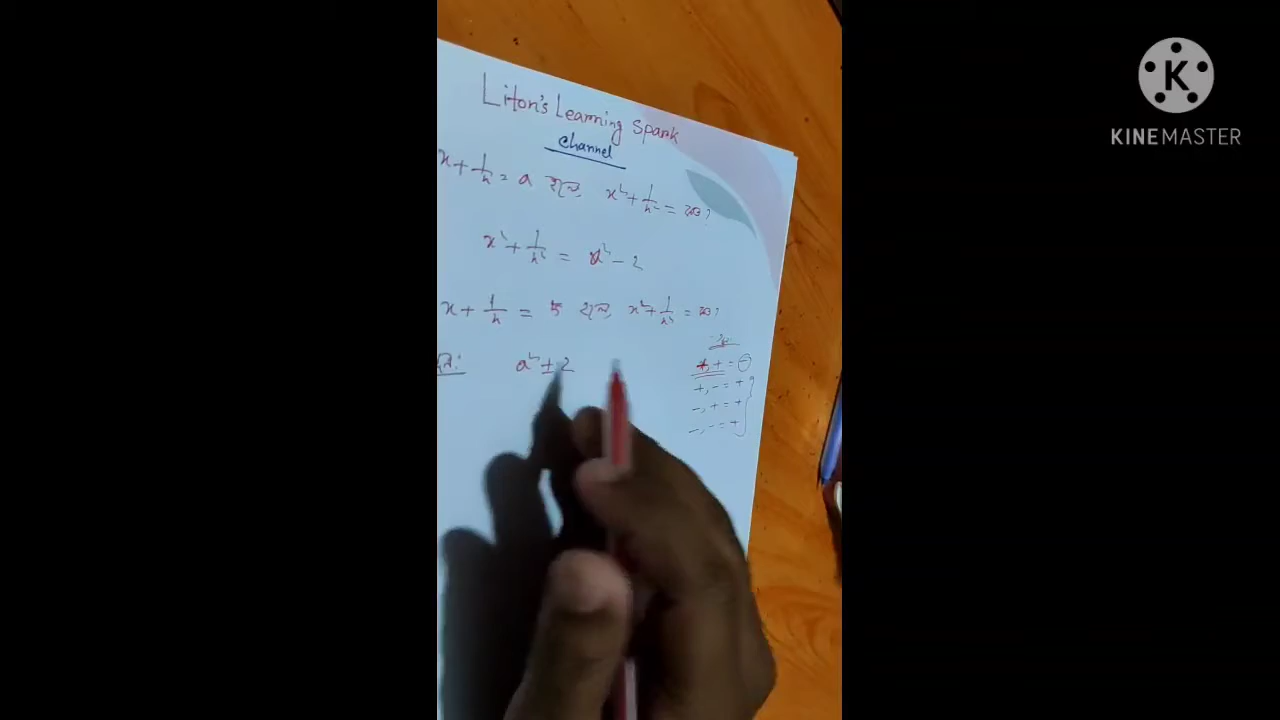 Liton's Learning Spark
Channel
x + 1/x = a হলে, x² + 1/x² = কত?
x² + 1/x² = a² - 2
x + 1/x = 5 হলে, x² + 1/x² = কত?
a² ± 2
+, + = -
+, - = +
-, + = +
-, - = +
KINEMASTER